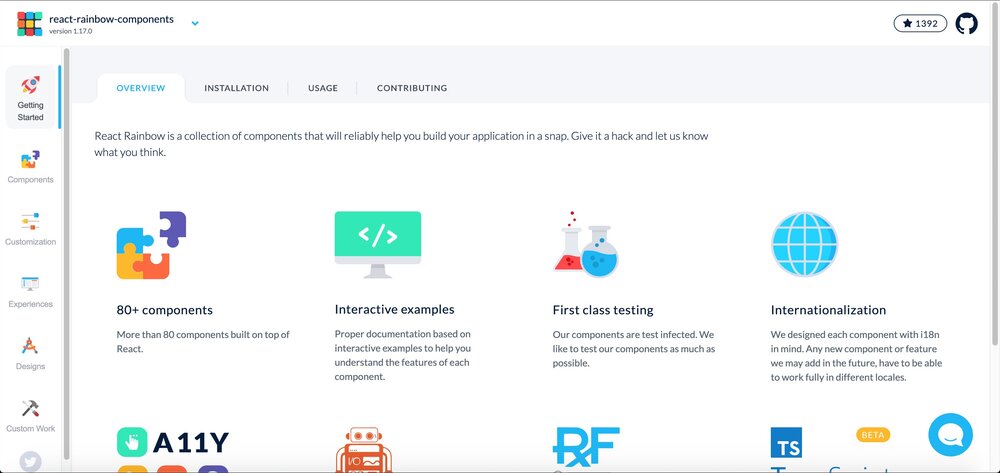 react-rainbow-components
version 1.17.0
1392
Getting
Started
Components
Customization
Experiences
Designs
Custom Work
OVERVIEW
INSTALLATION
USAGE
CONTRIBUTING
React Rainbow is a collection of components that will reliably help you build your application in a snap. Give it a hack and let us know
what you think.
</>
80+ components
More than 80 components built on top of
React.
Interactive examples
Proper documentation based on
interactive examples to help you
understand the features of each
component.
First class testing
Our components are test infected. We
like to test our components as much as
possible.
Internationalization
We designed each component with i18n
in mind. Any new component or feature
we may add in the future, have to be able
to work fully in different locales.
A11Y
I/O
RF
TS
BETA